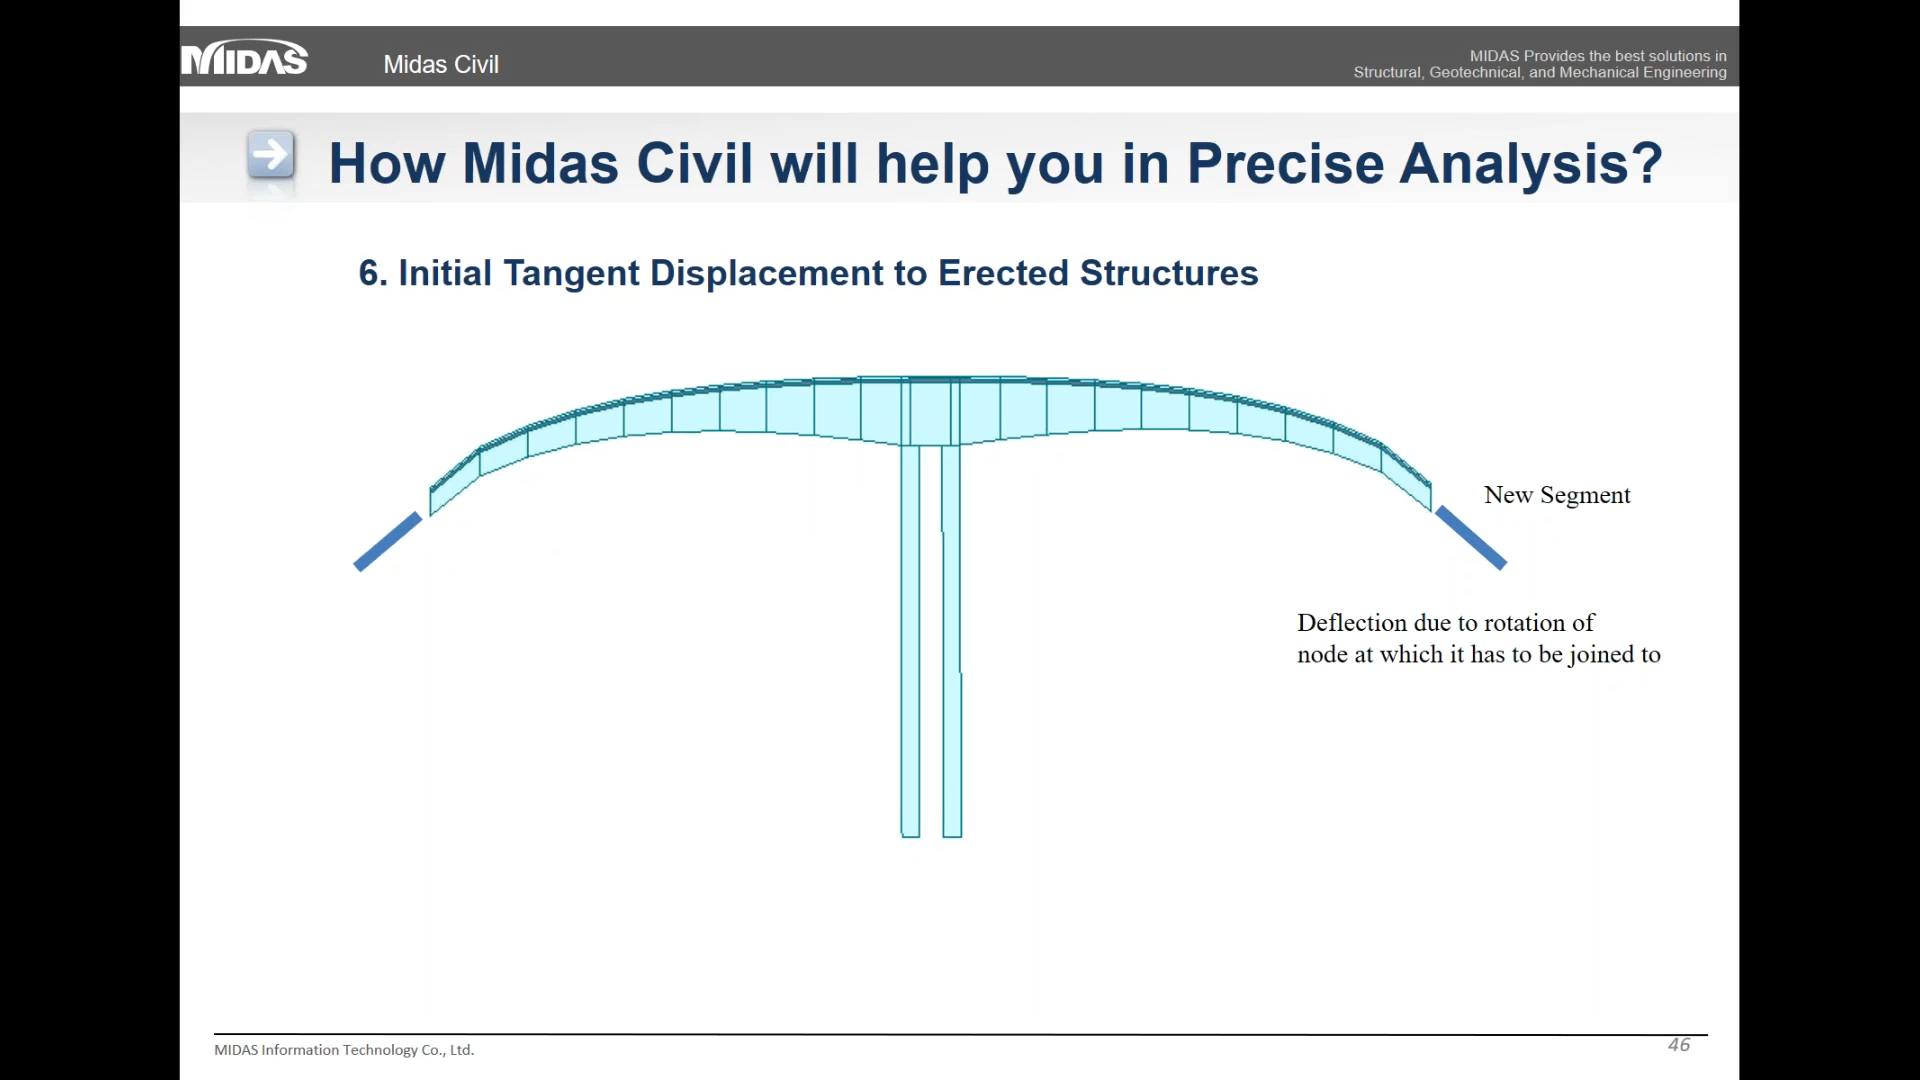 MIDAS
Midas Civil
MIDAS Provides the best solutions in
Structural, Geotechnical, and Mechanical Engineering
How Midas Civil will help you in Precise Analysis?
6. Initial Tangent Displacement to Erected Structures
New Segment
Deflection due to rotation of
node at which it has to be joined to
MIDAS Information Technology Co., Ltd.
46